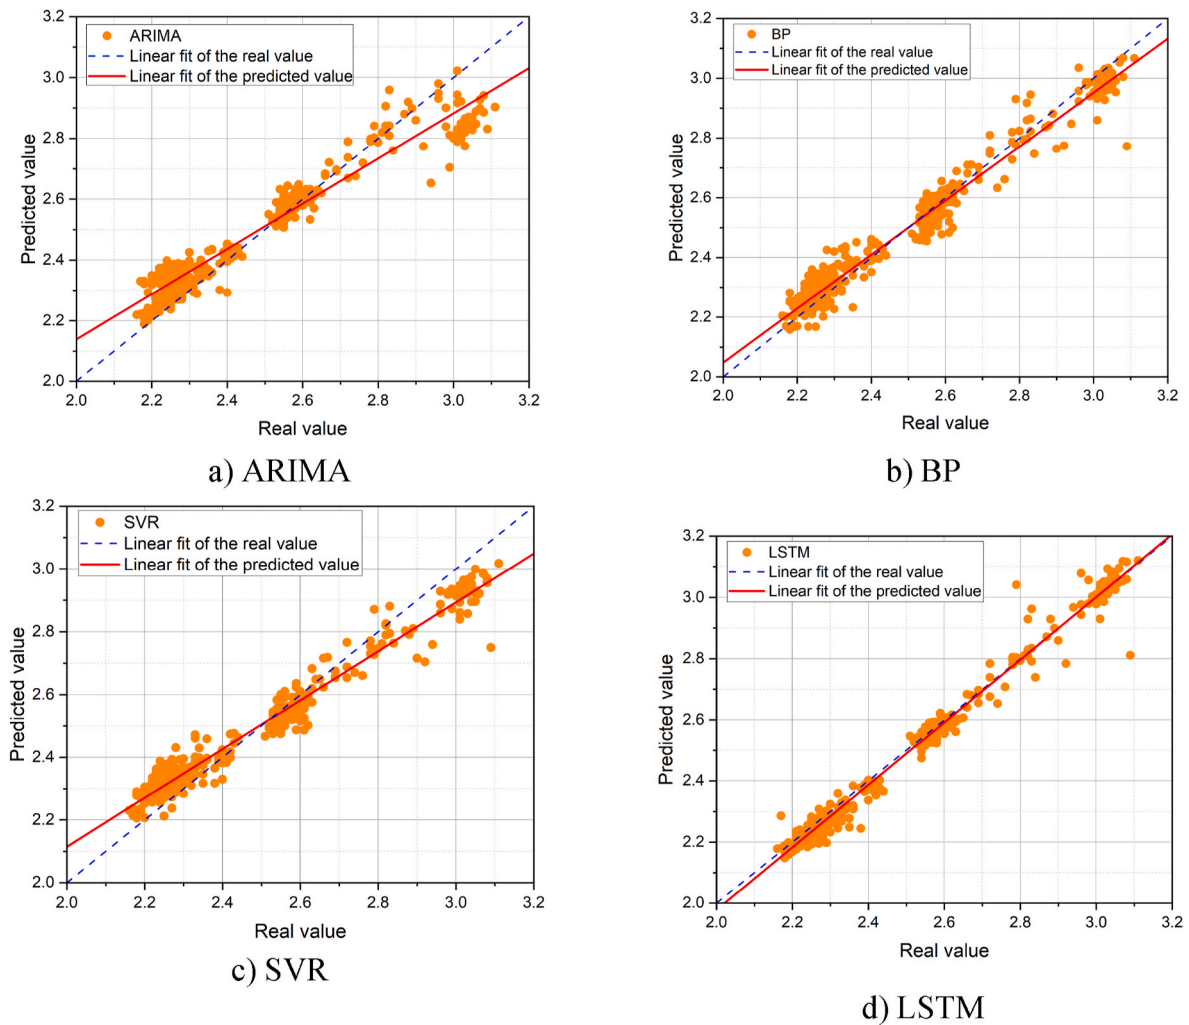 ARIMA
Linear fit of the real value
Linear fit of the predicted value
3.2
3.0
2.8
2.6
2.4
2.2
2.0
Predicted value
2.0 2.2 2.4 2.6 2.8 3.0 3.2
Real value
a) ARIMA
BP
Linear fit of the real value
Linear fit of the predicted value
3.2
3.0
2.8
2.6
2.4
2.2
2.0
Predicted value
2.0 2.2 2.4 2.6 2.8 3.0 3.2
Real value
b) BP
SVR
Linear fit of the real value
Linear fit of the predicted value
3.2
3.0
2.8
2.6
2.4
2.2
2.0
Predicted value
2.0 2.2 2.4 2.6 2.8 3.0 3.2
Real value
c) SVR
LSTM
Linear fit of the real value
Linear fit of the predicted value
3.2
3.0
2.8
2.6
2.4
2.2
2.0
Predicted value
2.0 2.2 2.4 2.6 2.8 3.0 3.2
Real value
d) LSTM